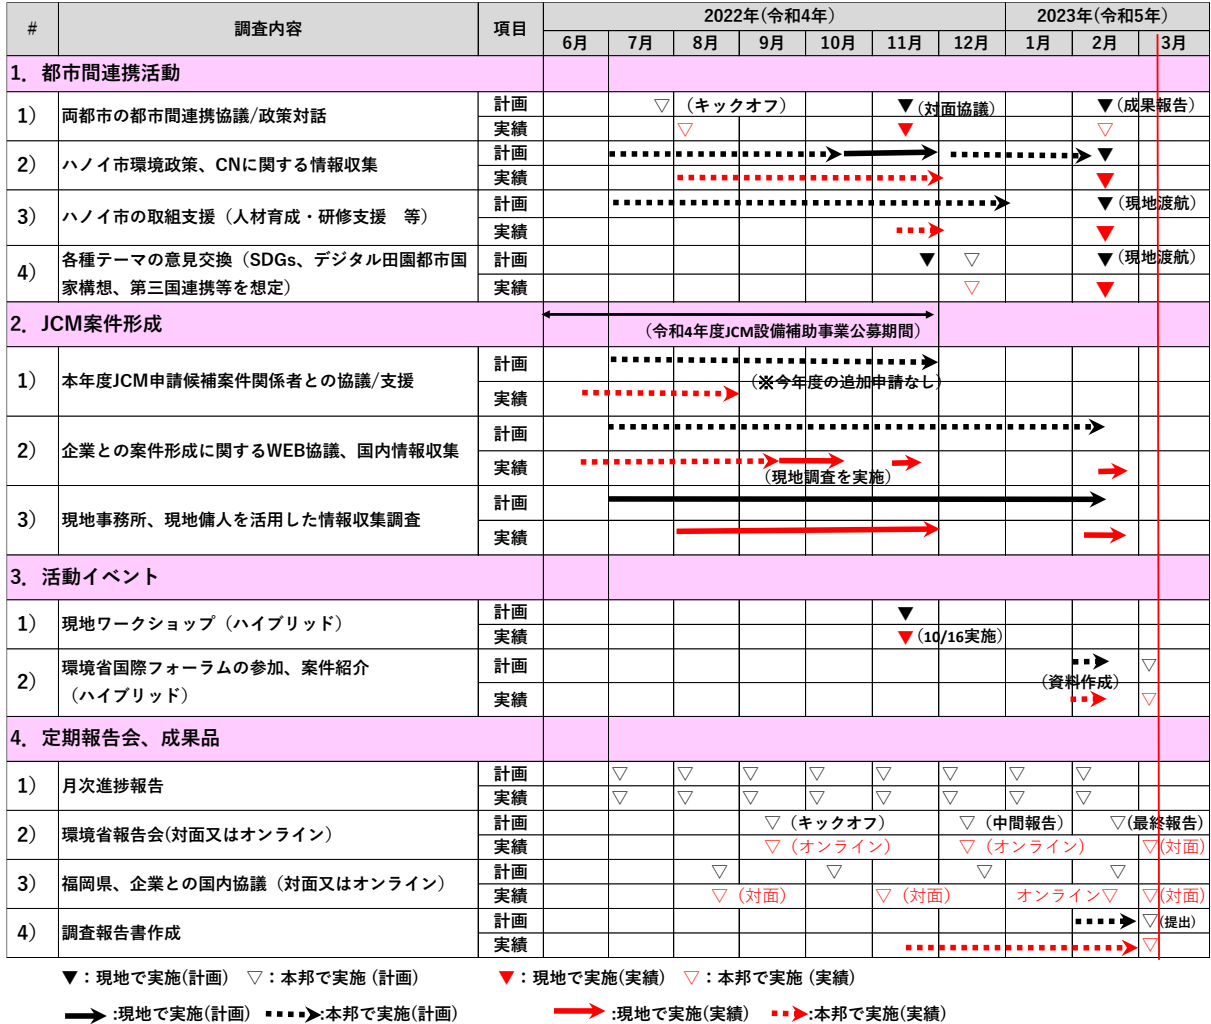 # 調査内容 項目 2022年(令和4年) 2023年(令和5年)
6月 7月 8月 9月 10月 11月 12月 1月 2月 3月
1．都市間連携活動
1） 両都市の都市間連携協議/政策対話 計画 ▽ （キックオフ） ▼ （対面協議） ▼ （成果報告）
実績 ▽ ▼ ▽
2） ハノイ市環境政策、CNに関する情報収集 計画 ▼
実績 ▼
3） ハノイ市の取組支援（人材育成・研修支援　等） 計画 ▼ （現地渡航）
実績 ▼
4） 各種テーマの意見交換（SDGs、デジタル田園都市国 計画 ▼ ▽ ▼ （現地渡航）
家構想、第三国連携等を想定） 実績 ▽ ▼
2．JCM案件形成
（令和4年度JCM設備補助事業公募期間）
1） 本年度JCM申請候補案件関係者との協議/支援 計画
（※今年度の追加申請なし）
実績
2） 企業との案件形成に関するWEB協議、国内情報収集 計画
実績
（現地調査を実施）
3） 現地事務所、現地傭人を活用した情報収集調査 計画
実績
3．活動イベント
1） 現地ワークショップ（ハイブリッド） 計画 ▼
実績 ▼ （10/16実施）
2） 環境省国際フォーラムの参加、案件紹介 計画 ▽
（資料作成）
（ハイブリッド） 実績 ▽
4．定期報告会、成果品
1） 月次進捗報告 計画 ▽ ▽ ▽ ▽ ▽ ▽ ▽ ▽
実績 ▽ ▽ ▽ ▽ ▽ ▽ ▽ ▽
2） 環境省報告会(対面又はオンライン） 計画 ▽ （キックオフ） ▽ （中間報告） ▽(最終報告)
実績 ▽ （オンライン） ▽ （オンライン） ▽(対面)
3） 福岡県、企業との国内協議（対面又はオンライン） 計画 ▽ ▽ ▽ ▽
実績 ▽ （対面） ▽ （対面） オンライン▽ ▽(対面)
4） 調査報告書作成 計画 ▽(提出)
実績 ▽
▼：現地で実施(計画) ▽：本邦で実施 (計画) ▼：現地で実施(実績) ▽：本邦で実施 (実績)
:現地で実施(計画) :本邦で実施(計画) :現地で実施(実績) :本邦で実施(実績)